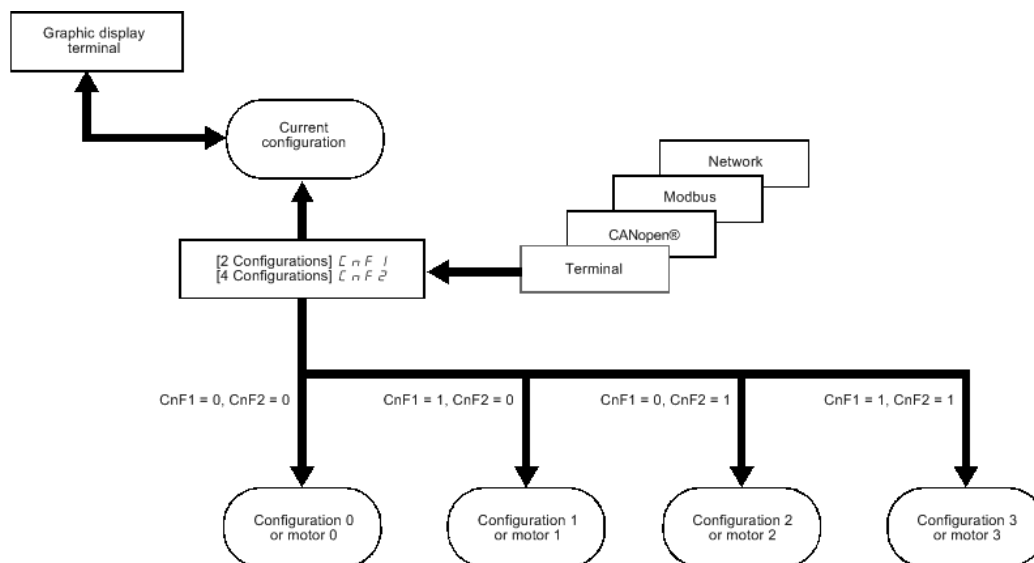 Graphic display
terminal
Current
configuration
Network
Modbus
CANopen®
Terminal
[2 Configurations] CnF1
[4 Configurations] CnF2
CnF1 = 0, CnF2 = 0
CnF1 = 1, CnF2 = 0
CnF1 = 0, CnF2 = 1
CnF1 = 1, CnF2 = 1
Configuration 0
or motor 0
Configuration 1
or motor 1
Configuration 2
or motor 2
Configuration 3
or motor 3